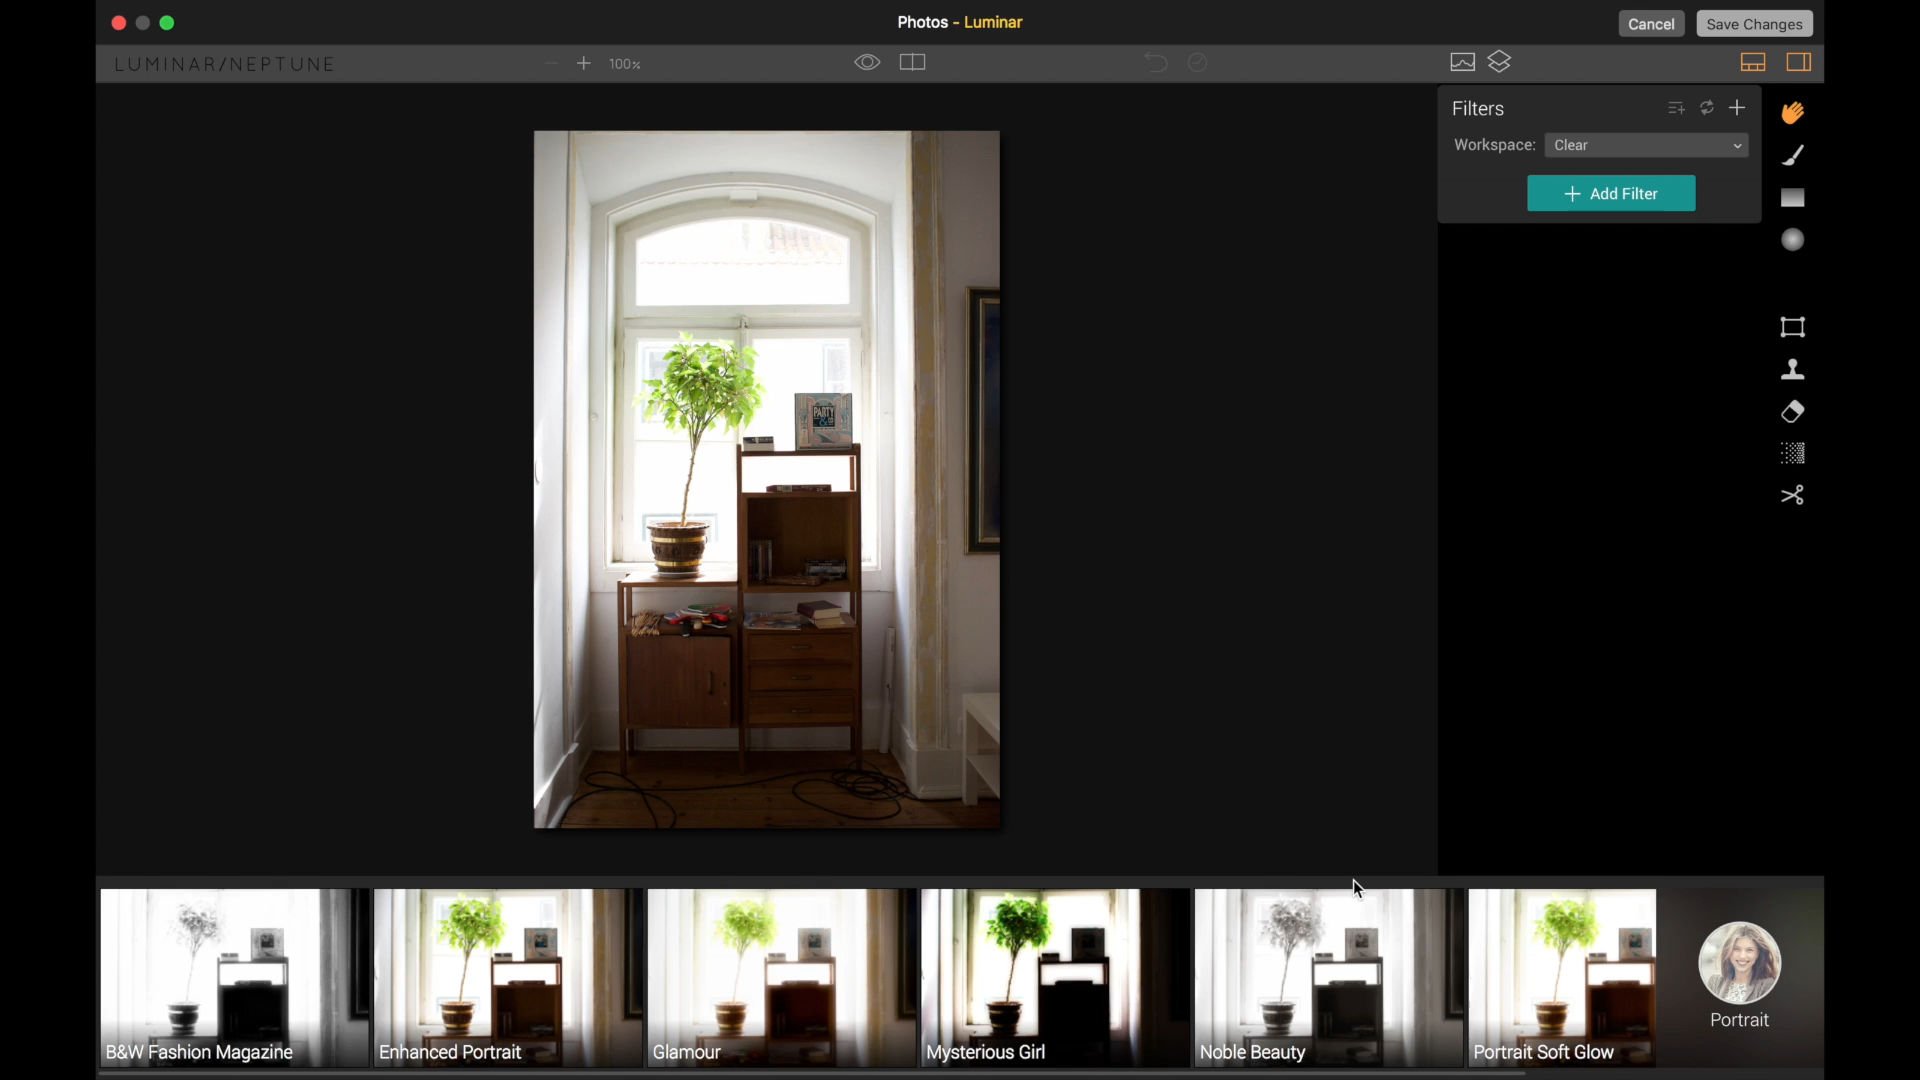 Photos - Luminar
Cancel
Save Changes
LUMINAR/NEPTUNE
100%
Filters
Workspace:
Clear
Add Filter
PARTY
&CO
B&W Fashion Magazine
Enhanced Portrait
Glamour
Mysterious Girl
Noble Beauty
Portrait Soft Glow
Portrait